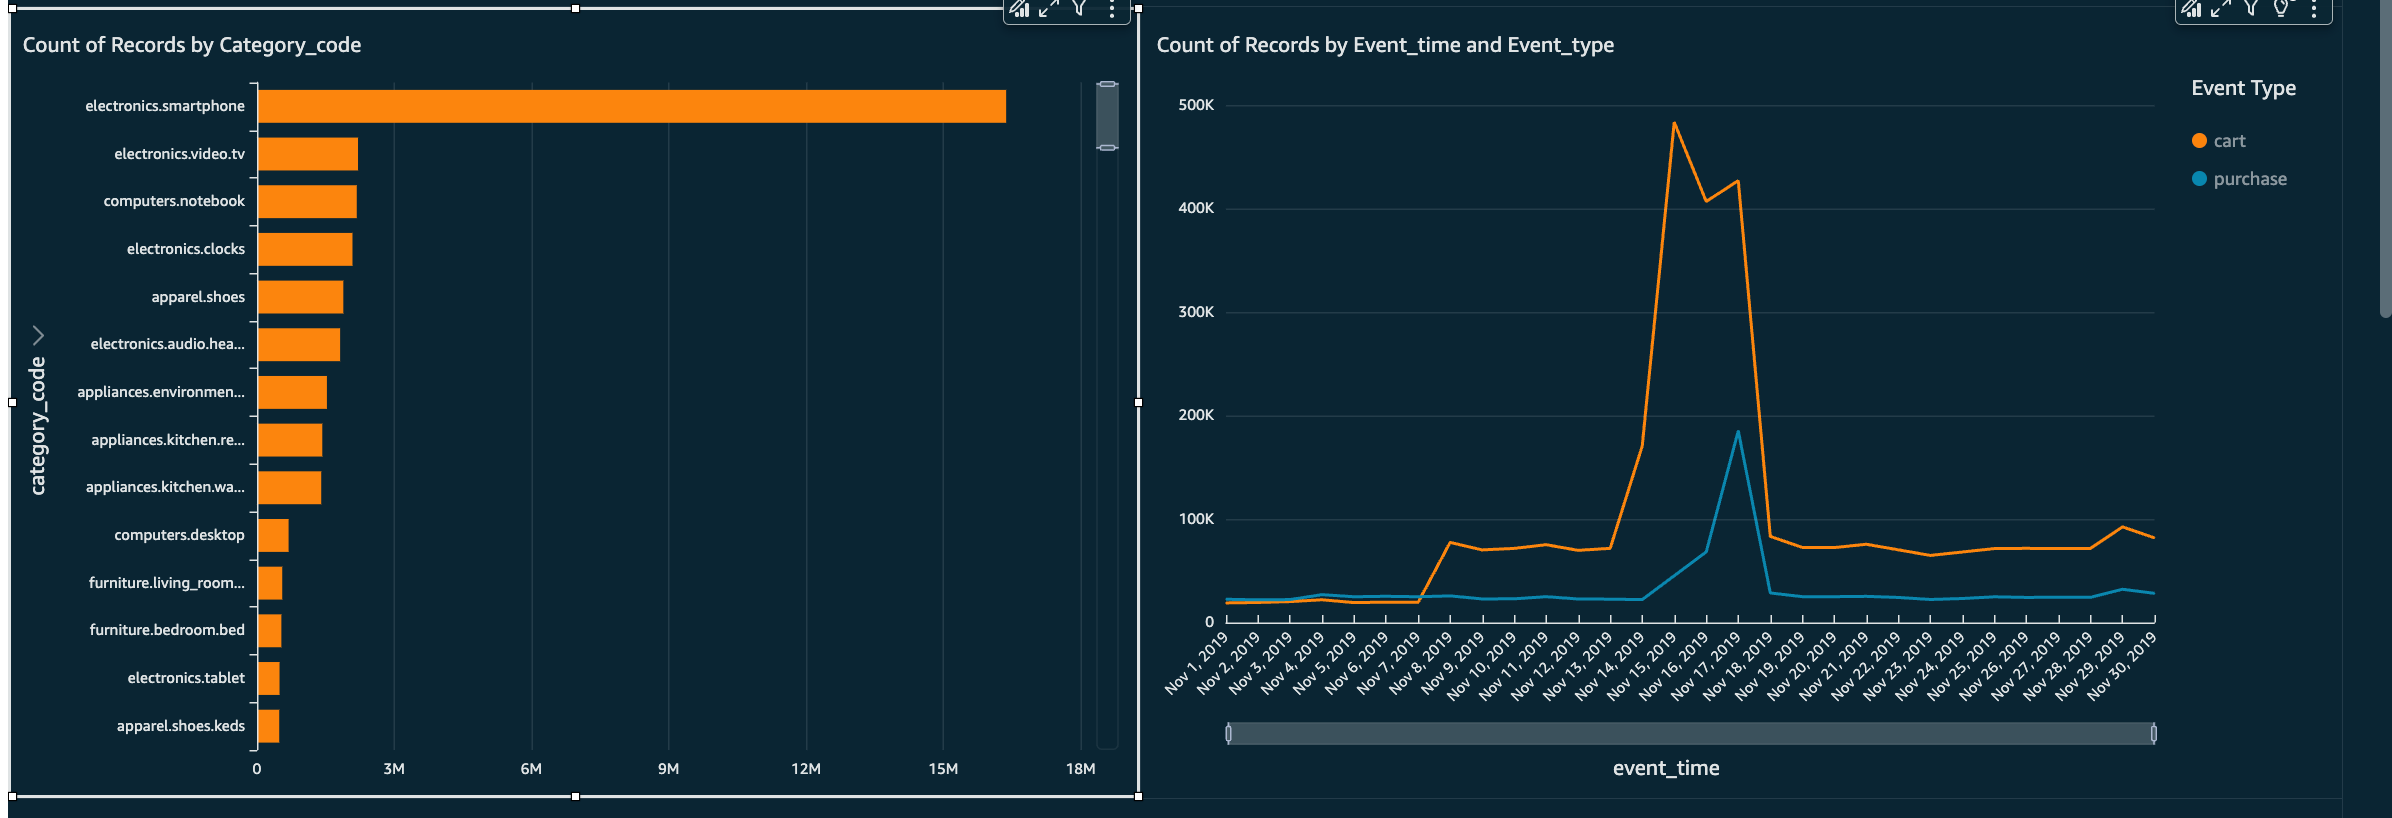 Count of Records by Category_code
category_code
electronics.smartphone
electronics.video.tv
computers.notebook
electronics.clocks
apparel.shoes
electronics.audio.hea...
appliances.environmen...
appliances.kitchen.re...
appliances.kitchen.wa...
computers.desktop
furniture.living_room...
furniture.bedroom.bed
electronics.tablet
apparel.shoes.keds
0 3M 6M 9M 12M 15M 18M
Count of Records by Event_time and Event_type
500K
400K
300K
200K
100K
0
Nov 1, 2019
Nov 2, 2019
Nov 3, 2019
Nov 4, 2019
Nov 5, 2019
Nov 6, 2019
Nov 7, 2019
Nov 8, 2019
Nov 9, 2019
Nov 10, 2019
Nov 11, 2019
Nov 12, 2019
Nov 13, 2019
Nov 14, 2019
Nov 15, 2019
Nov 16, 2019
Nov 17, 2019
Nov 18, 2019
Nov 19, 2019
Nov 20, 2019
Nov 21, 2019
Nov 22, 2019
Nov 23, 2019
Nov 24, 2019
Nov 25, 2019
Nov 26, 2019
Nov 27, 2019
Nov 28, 2019
Nov 29, 2019
Nov 30, 2019
event_time
Event Type
cart
purchase